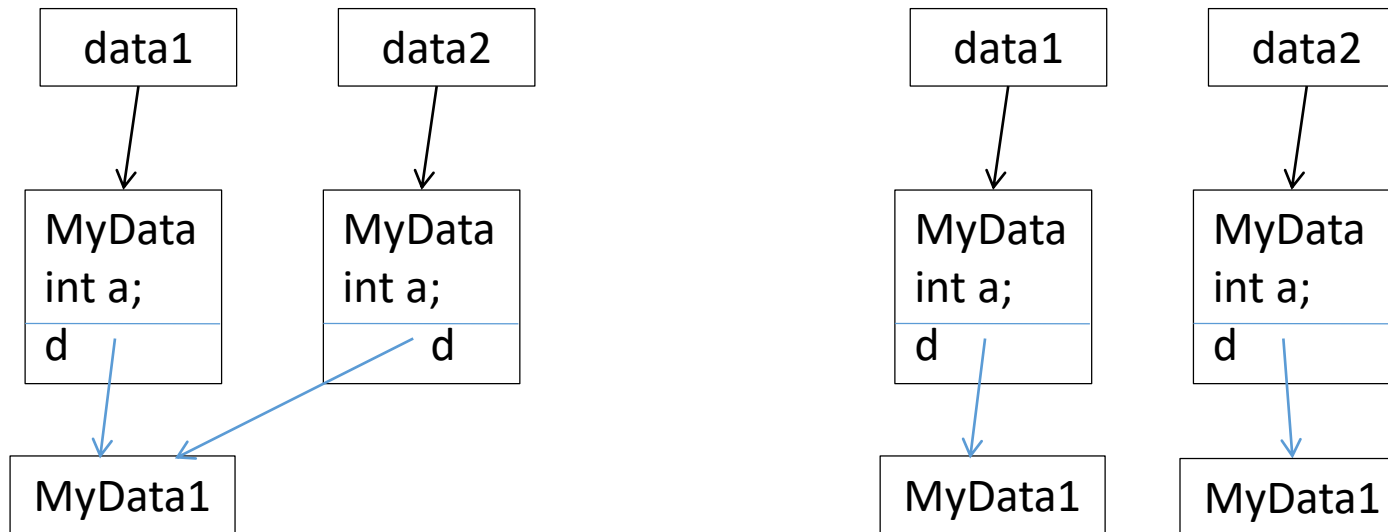 data1
data2
data1
data2
MyData
int a;
d
MyData
int a;
d
MyData
int a;
d
MyData
int a;
d
MyData1
MyData1
MyData1